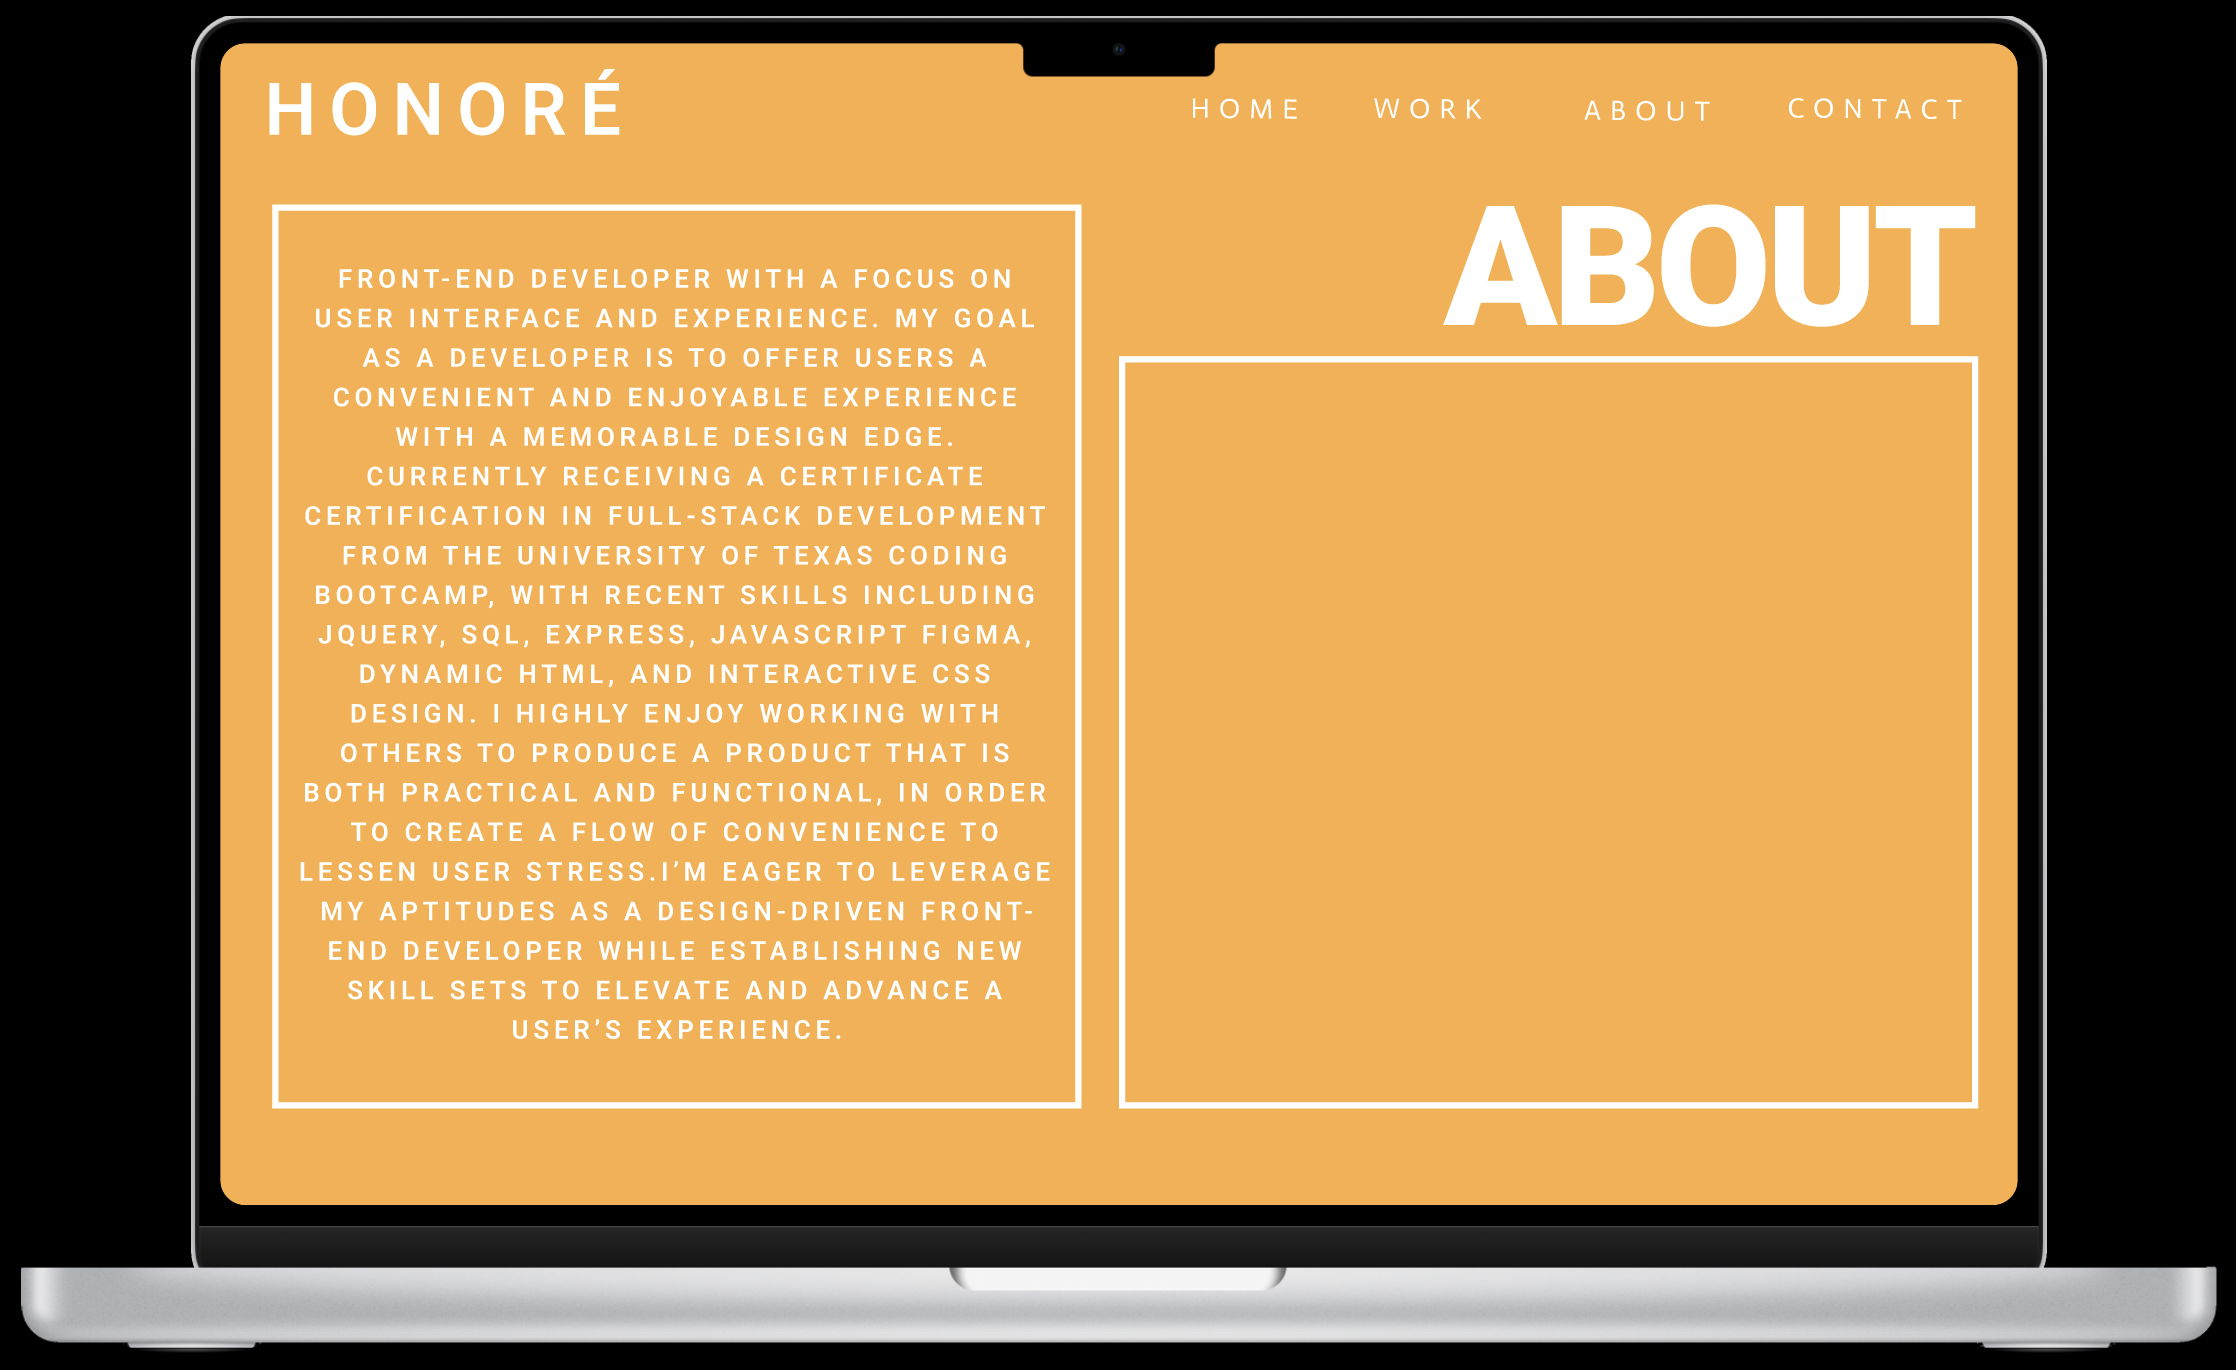 HONORÉ
HOME WORK ABOUT CONTACT
ABOUT
FRONT-END DEVELOPER WITH A FOCUS ON
USER INTERFACE AND EXPERIENCE. MY GOAL
AS A DEVELOPER IS TO OFFER USERS A
CONVENIENT AND ENJOYABLE EXPERIENCE
WITH A MEMORABLE DESIGN EDGE.
CURRENTLY RECEIVING A CERTIFICATE
CERTIFICATION IN FULL-STACK DEVELOPMENT
FROM THE UNIVERSITY OF TEXAS CODING
BOOTCAMP, WITH RECENT SKILLS INCLUDING
JQUERY, SQL, EXPRESS, JAVASCRIPT FIGMA,
DYNAMIC HTML, AND INTERACTIVE CSS
DESIGN. I HIGHLY ENJOY WORKING WITH
OTHERS TO PRODUCE A PRODUCT THAT IS
BOTH PRACTICAL AND FUNCTIONAL, IN ORDER
TO CREATE A FLOW OF CONVENIENCE TO
LESSEN USER STRESS.I’M EAGER TO LEVERAGE
MY APTITUDES AS A DESIGN-DRIVEN FRONT-
END DEVELOPER WHILE ESTABLISHING NEW
SKILL SETS TO ELEVATE AND ADVANCE A
USER’S EXPERIENCE.